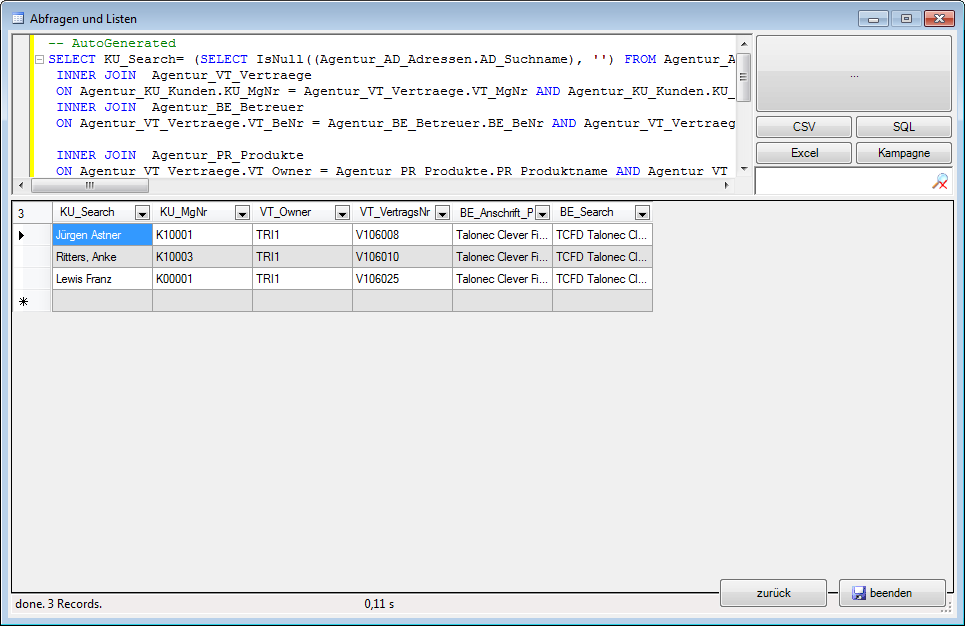 Abfragen und Listen
-- AutoGenerated
SELECT KU_Search= (SELECT IsNull((Agentur_AD_Adressen.AD_Suchname), '') FROM Agentur_A
INNER JOIN Agentur_VT_Vertraege
ON Agentur_KU_Kunden.KU_MgNr = Agentur_VT_Vertraege.VT_MgNr AND Agentur_KU_Kunden.KU_
INNER JOIN Agentur_BE_Betreuer
ON Agentur_VT_Vertraege.VT_BeNr = Agentur_BE_Betreuer.BE_BeNr AND Agentur_VT_Vertraeg
INNER JOIN Agentur_PR_Produkte
ON Agentur_VT_Vertraege.VT_Owner = Agentur_PR_Produkte.PR_Produktname AND Agentur_VT_
...
CSV SQL
Excel Kampagne
3 KU_Search KU_MgNr VT_Owner VT_VertragsNr BE_Anschrift_P BE_Search
Jürgen Astner K10001 TRI1 V106008 Talonec Clever Fi... TCFD Talonec Cl...
Ritters, Anke K10003 TRI1 V106010 Talonec Clever Fi... TCFD Talonec Cl...
Lewis Franz K00001 TRI1 V106025 Talonec Clever Fi... TCFD Talonec Cl...
zurück beenden
done. 3 Records. 0,11 s